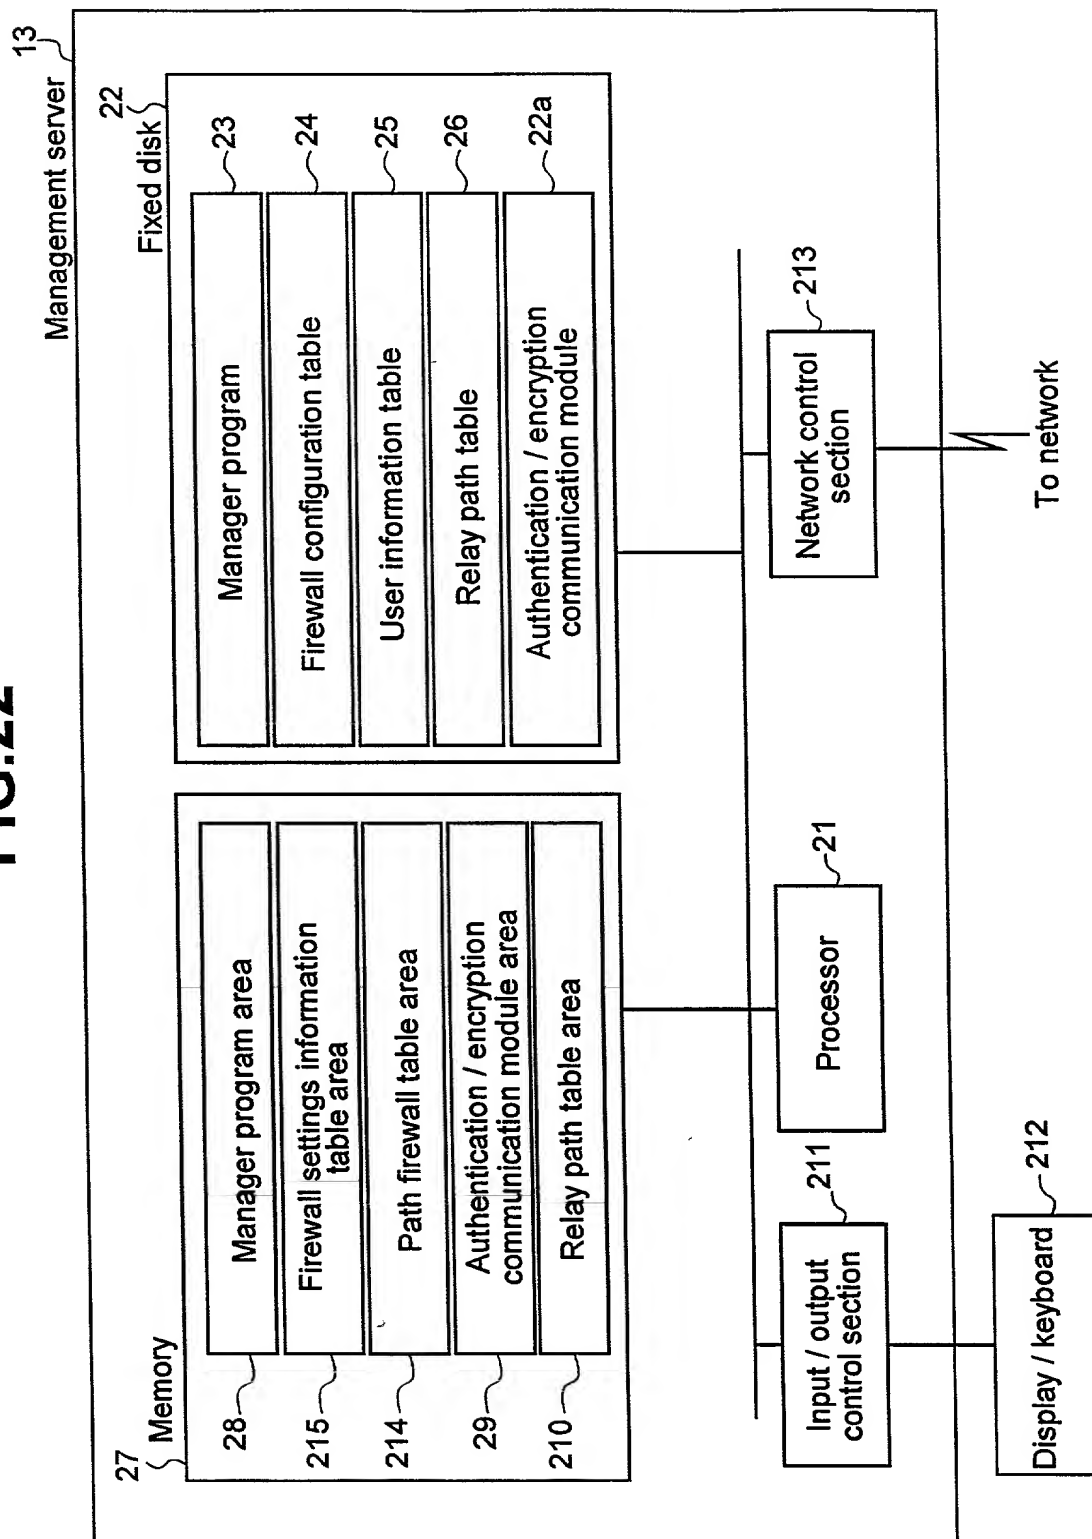 FIG.22
13
Management server
27
Memory
28
Manager program area
215
Firewall settings information
table area
214
Path firewall table area
29
Authentication / encryption
communication module area
210
Relay path table area
22
Fixed disk
Manager program
23
Firewall configuration table
24
User information table
25
Relay path table
26
Authentication / encryption
communication module
22a
Input / output
control section
211
Processor
21
Network control
section
213
Display / keyboard
212
To network